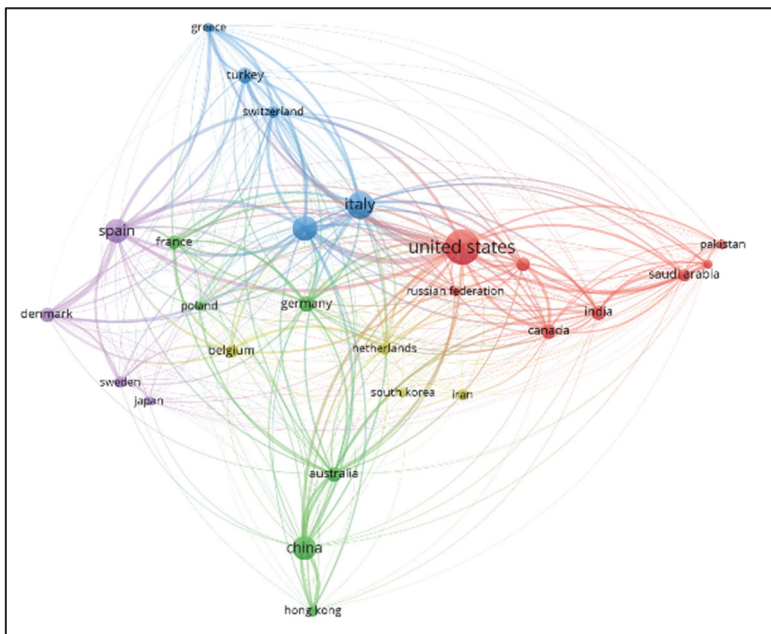 greece
turkey
switzerland
italy
spain
france
united states
pakistan
saudi arabia
russian federation
poland
germany
india
denmark
canada
belgium
netherlands
sweden
south korea
iran
japan
australia
china
hong kong